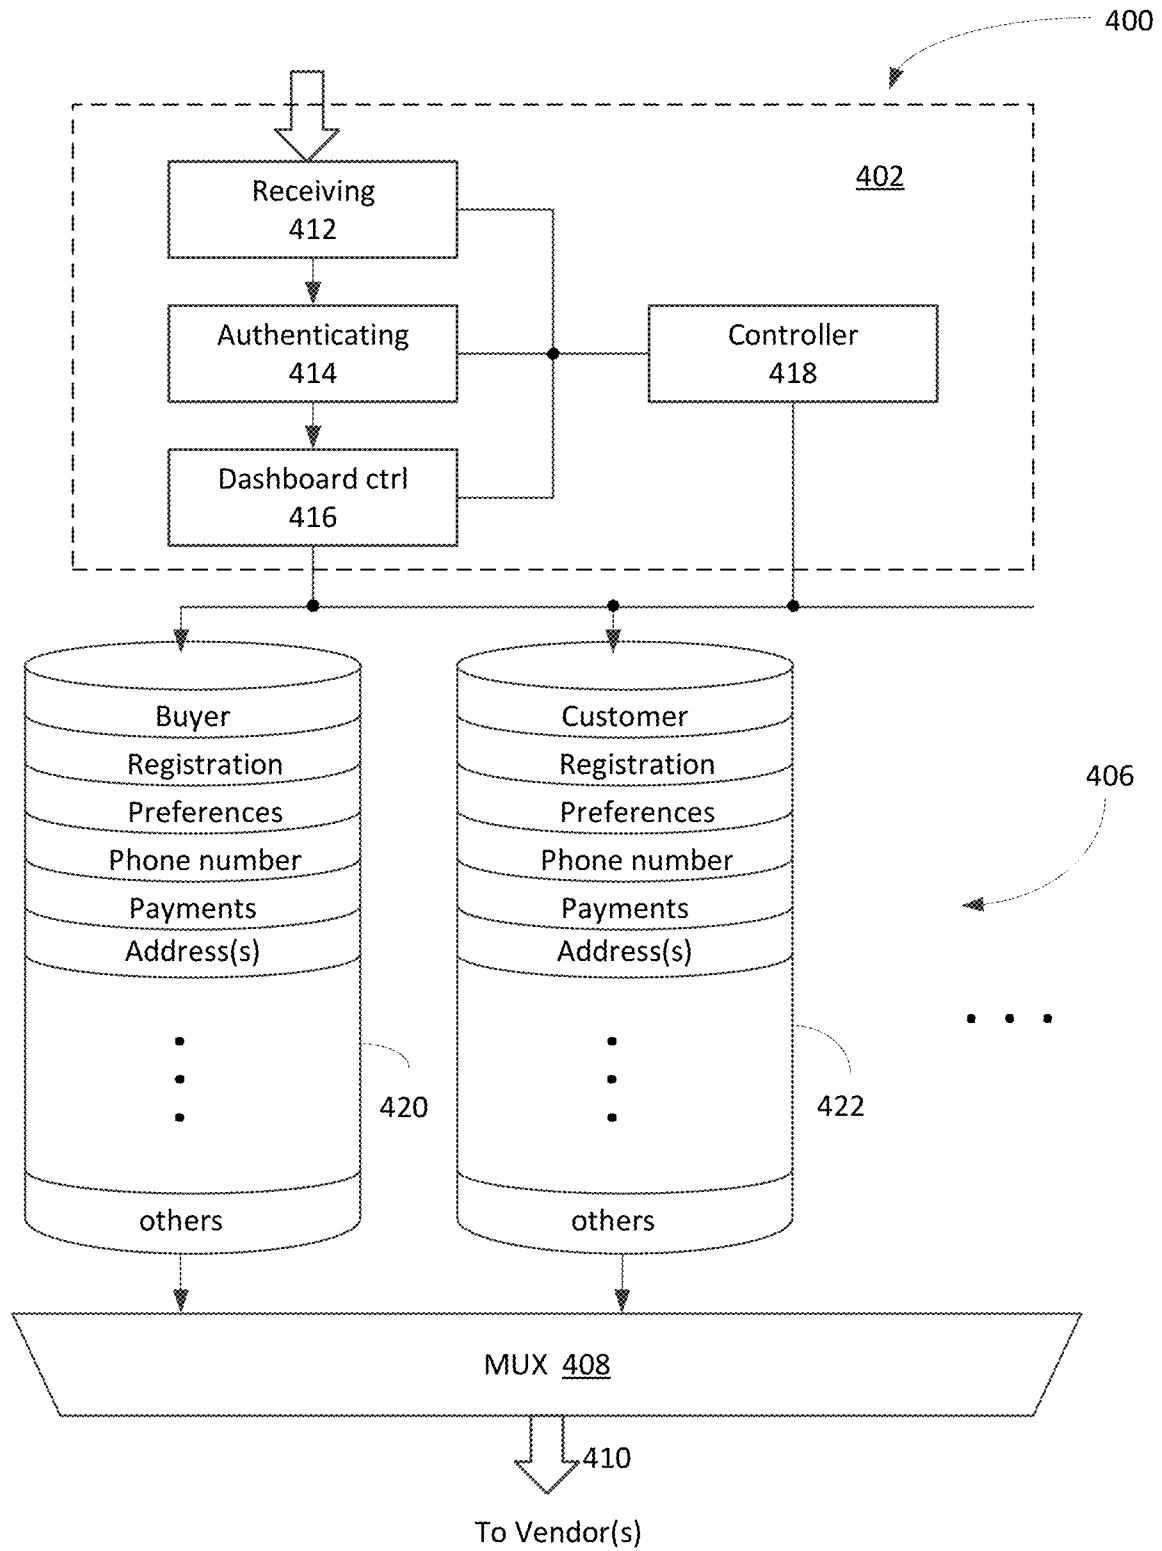 400
402
Receiving
412
Authenticating
414
Controller
418
Dashboard ctrl
416
Buyer
Registration
Preferences
Phone number
Payments
Address(s)
others
420
Customer
Registration
Preferences
Phone number
Payments
Address(s)
others
422
406
MUX 408
410
To Vendor(s)